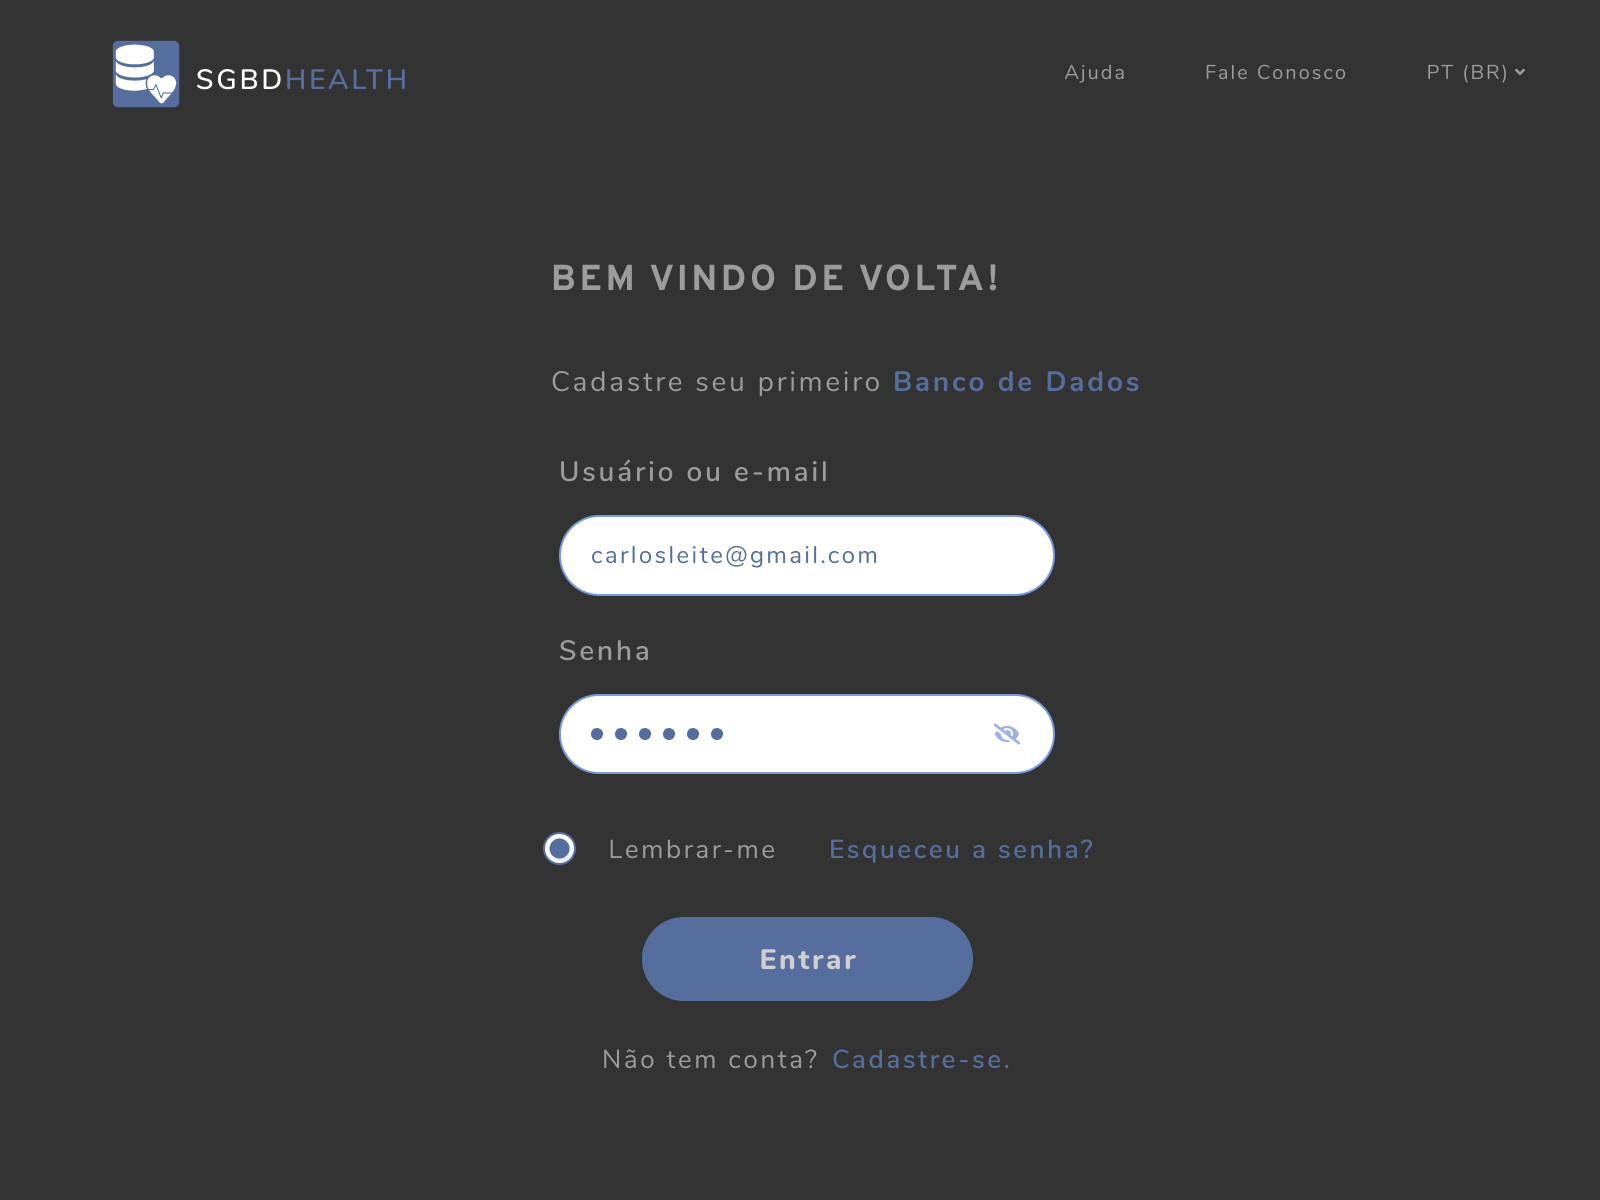 SGBDHEALTH
Ajuda
Fale Conosco
PT (BR)
BEM VINDO DE VOLTA!
Cadastre seu primeiro Banco de Dados
Usuário ou e-mail
carlosleite@gmail.com
Senha
Lembrar-me
Esqueceu a senha?
Entrar
Não tem conta? Cadastre-se.